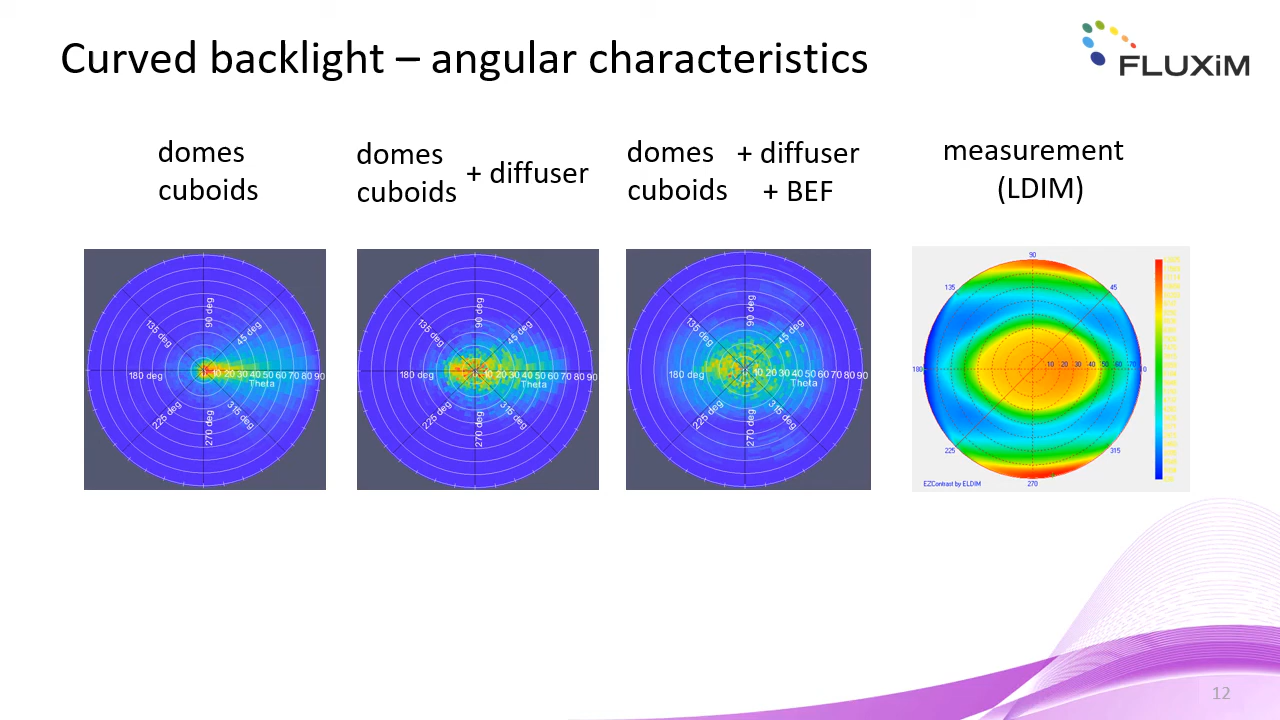 Curved backlight – angular characteristics
FLUXiM
domes
cuboids
domes
cuboids
+ diffuser
domes
cuboids
+ diffuser
+ BEF
measurement
(LDIM)
90 deg
135 deg
45 deg
180 deg
10 20 30 40 50 60 70 80 90
Theta
225 deg
315 deg
270 deg
90 deg
135 deg
45 deg
180 deg
10 20 30 40 50 60 70 80 90
Theta
225 deg
315 deg
270 deg
90 deg
135 deg
45 deg
180 deg
10 20 30 40 50 60 70 80 90
Theta
225 deg
315 deg
270 deg
90
135
45
180
10 20 30 40 50 60 70 0
225
315
270
EZContrast by ELDIM
12